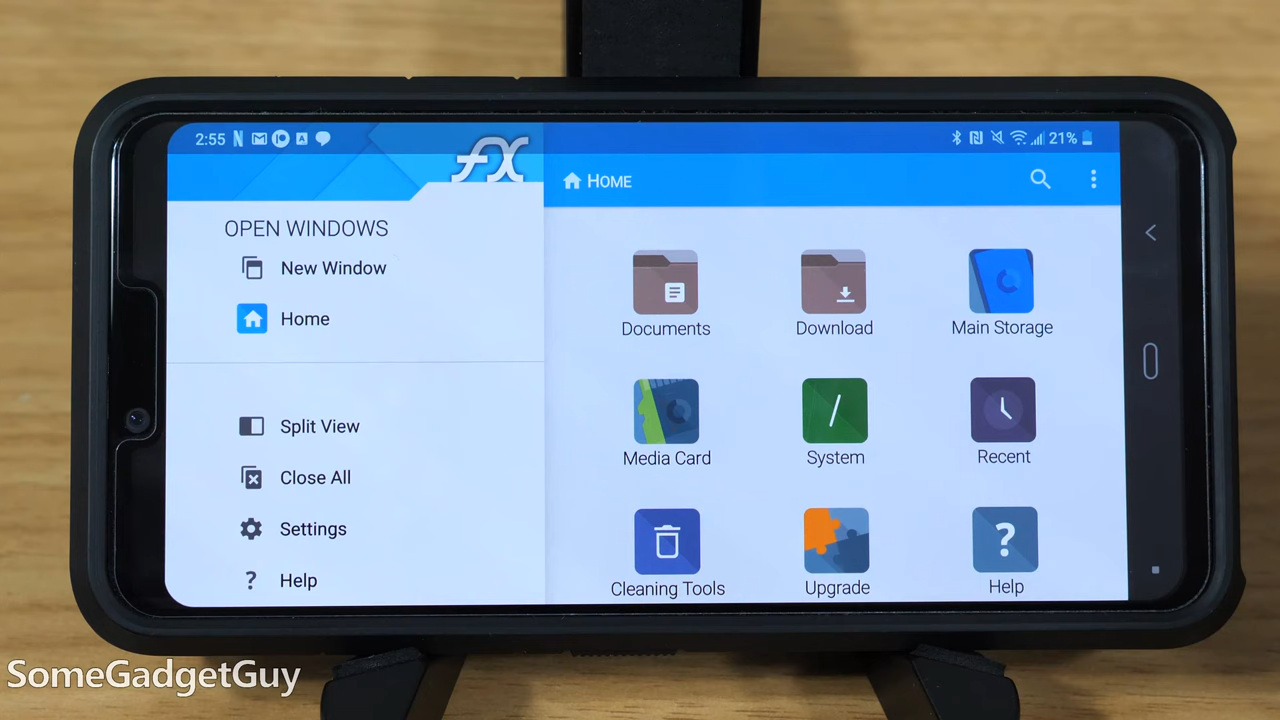 2:55
21%
FX
HOME
OPEN WINDOWS
New Window
Home
Split View
Close All
Settings
? Help
Documents
Download
Main Storage
Media Card
/
System
Recent
Cleaning Tools
Upgrade
?
Help
SomeGadgetGuy